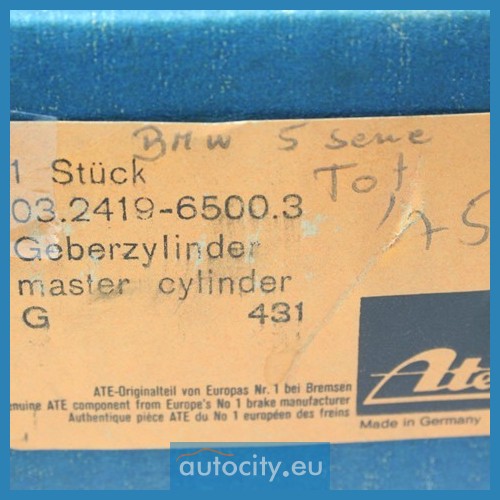 BMW 5 Serie
1 Stück
Tot
03.2419-6500.3
Geberzylinder
master cylinder
G 431
Ate
ATE-Originalteil von Europas Nr. 1 bei Bremsen
enuine ATE component from Europe's No 1 brake manufacturer
Authentique pièce ATE du No 1 européen des freins
Made in Germany
autocity.eu